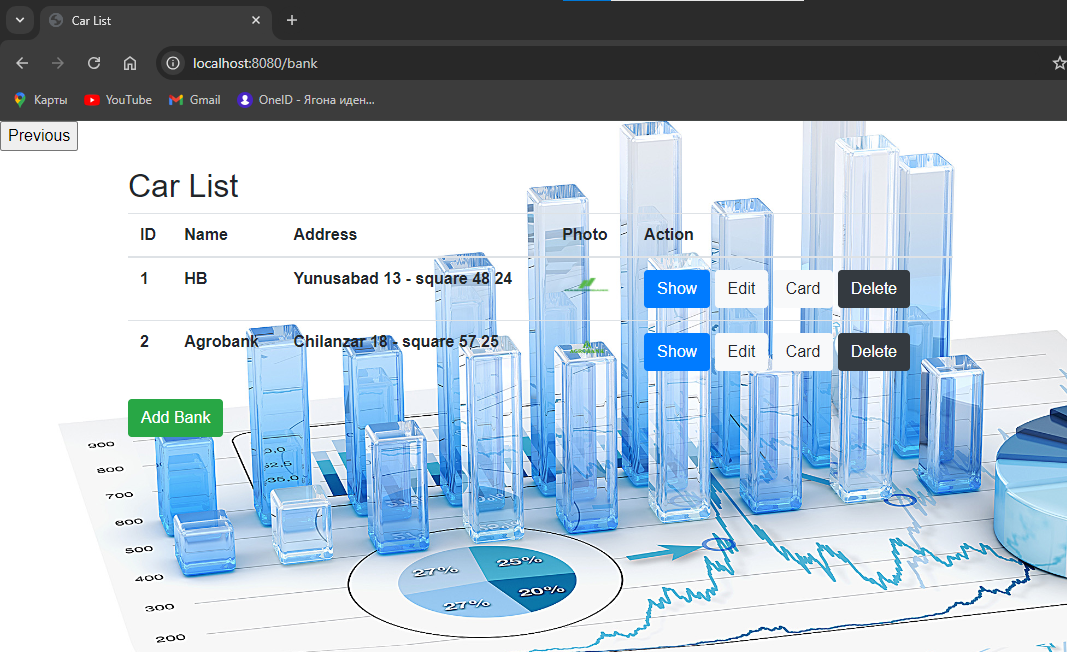 Car List
localhost:8080/bank
Карты YouTube Gmail OneID - Ягона иден...
Previous
Car List
ID Name Address Photo Action
1 HB Yunusabad 13 - square 48 24 Show Edit Card Delete
2 Agrobank Chilanzar 18 - square 57 25 Show Edit Card Delete
Add Bank
900
800
700
600
500
400
300
200
27% 25%
27% 20%